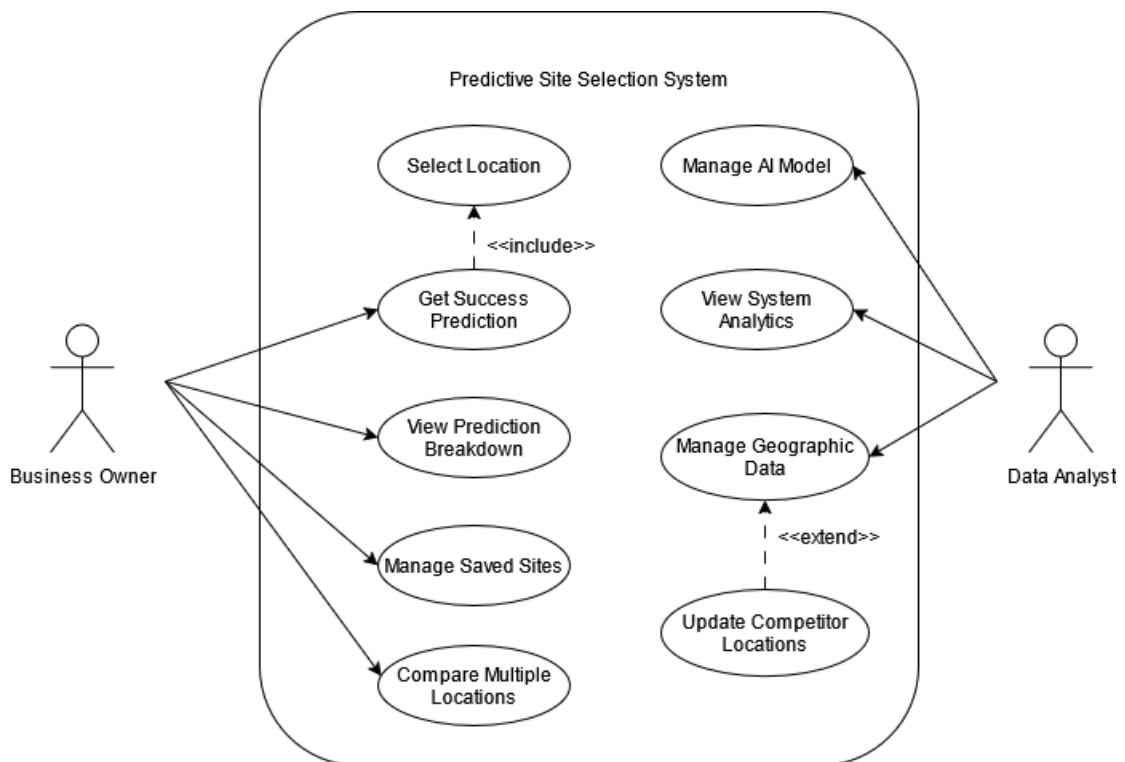 Predictive Site Selection System
Select Location
Manage AI Model
<<include>>
Get Success
Prediction
View System
Analytics
Business Owner
Data Analyst
View Prediction
Breakdown
Manage Geographic
Data
<<extend>>
Manage Saved Sites
Update Competitor
Locations
Compare Multiple
Locations